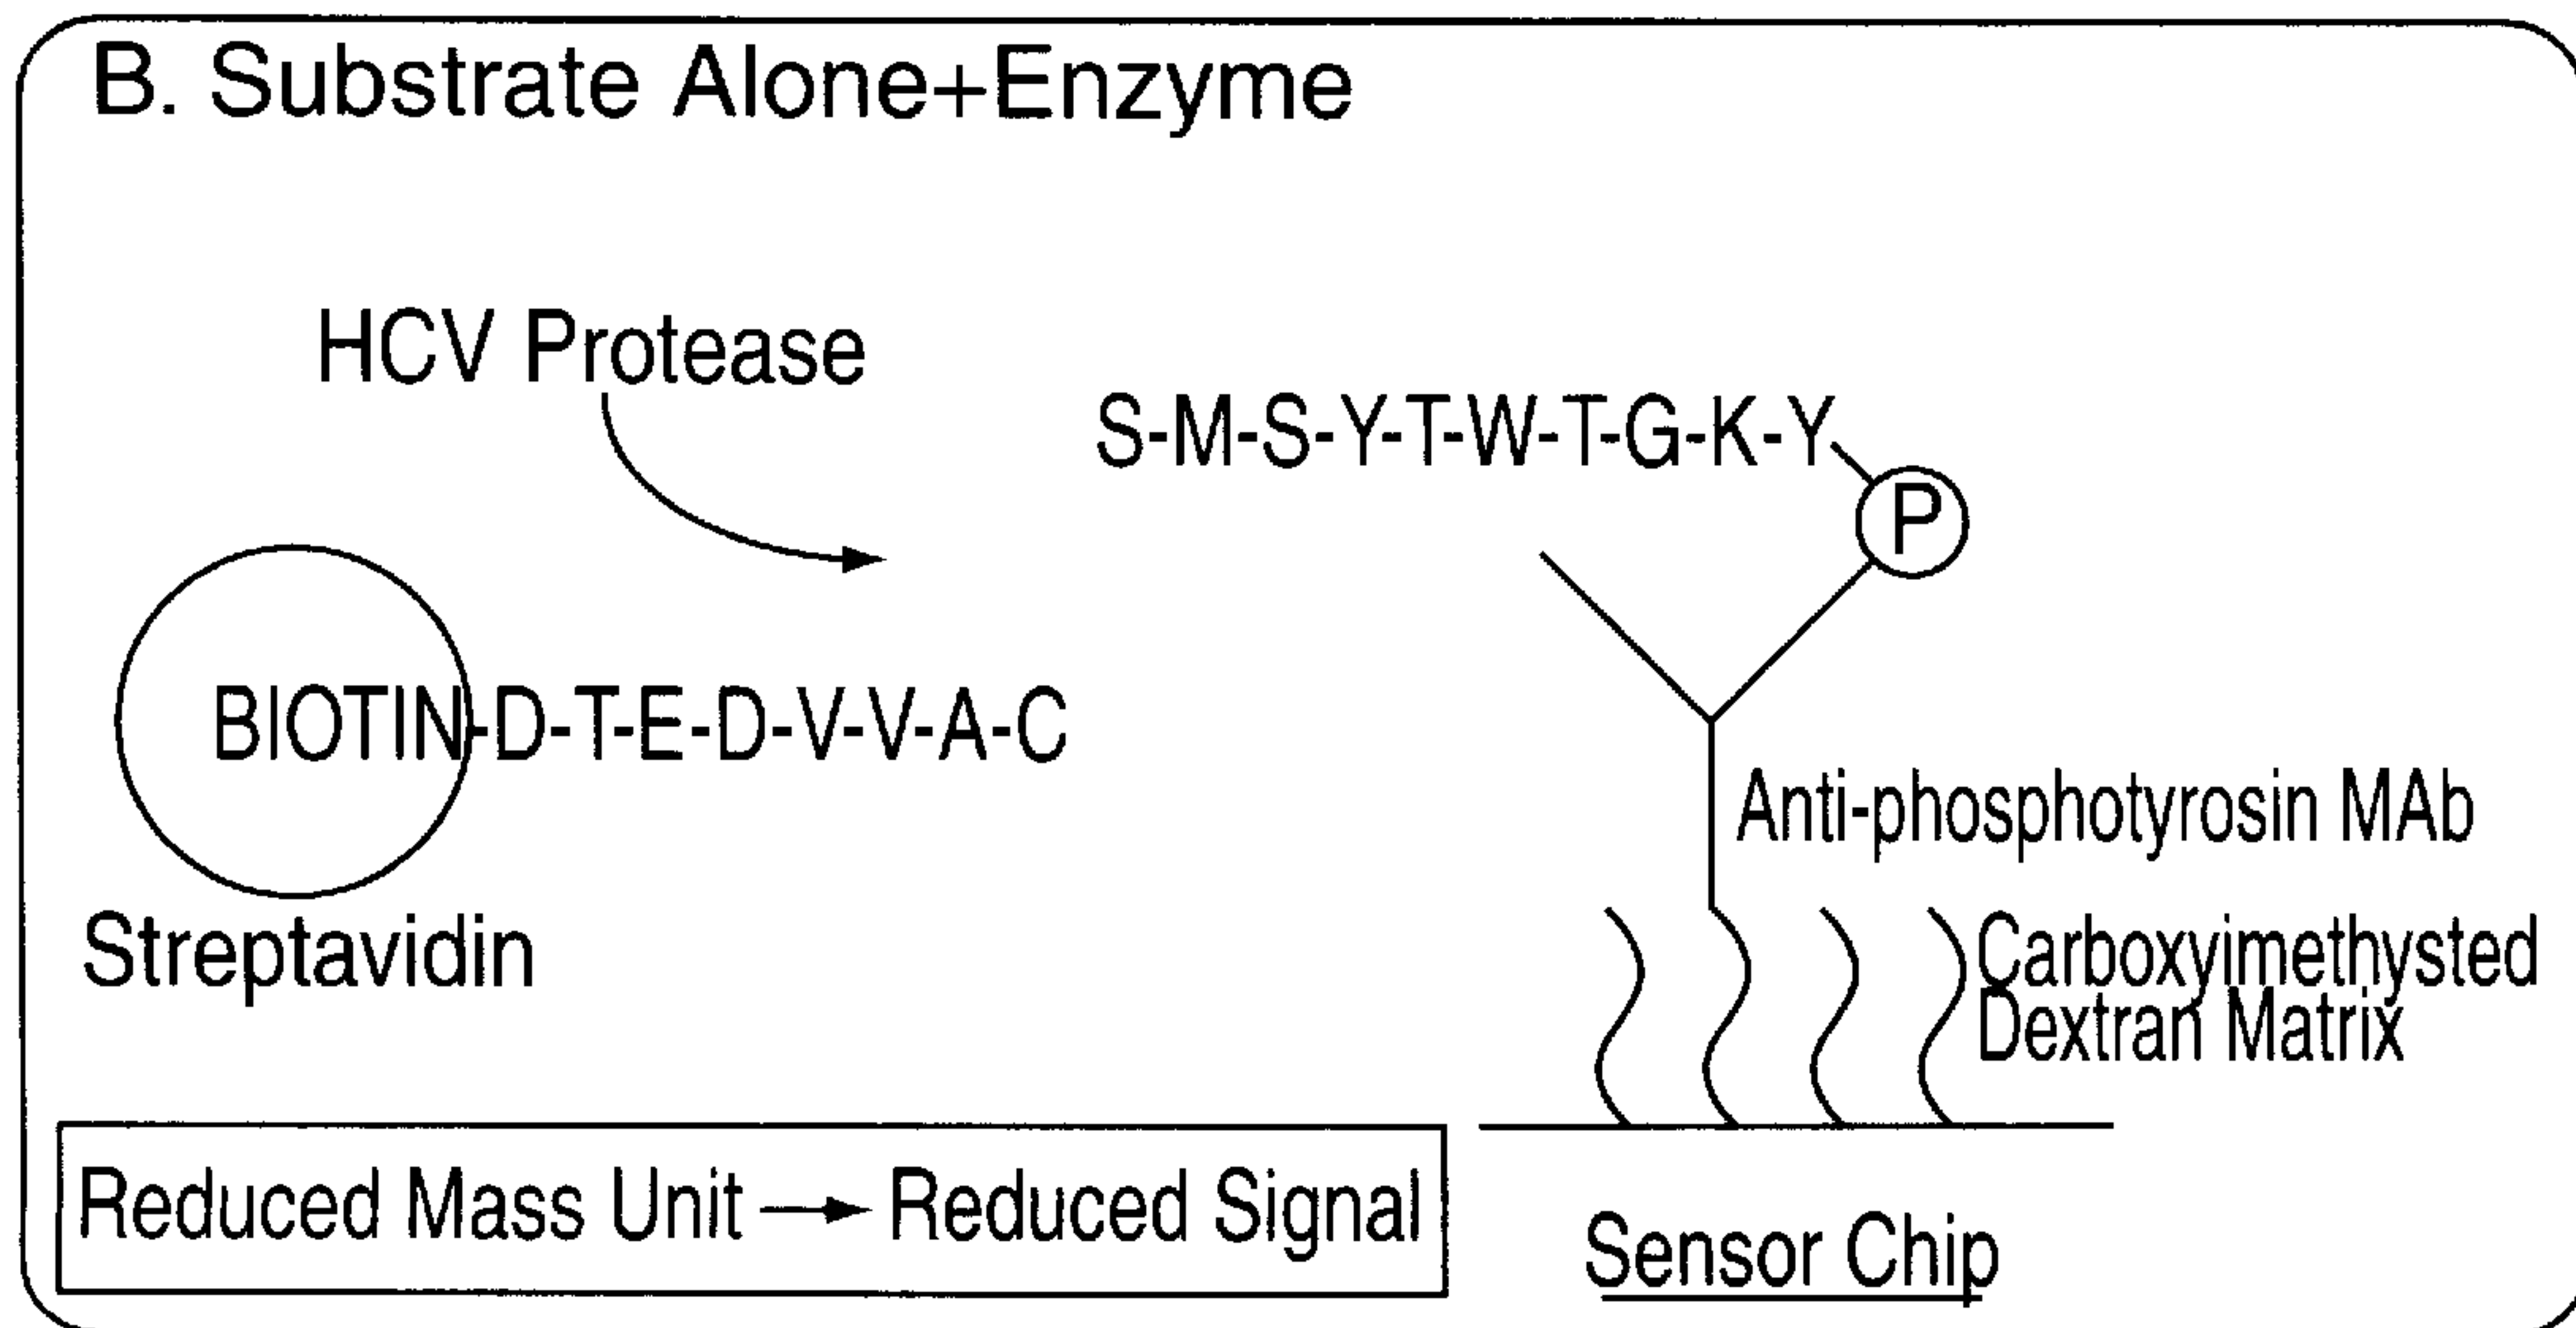 B. Substrate Alone+Enzyme
HCV Protease
S-M-S-Y-T-W-T-G-K-Y
P
BIOTIN-D-T-E-D-V-V-A-C
Streptavidin
Anti-phosphotyrosin MAb
Carboxyimethysted
Dextran Matrix
Reduced Mass Unit → Reduced Signal
Sensor Chip